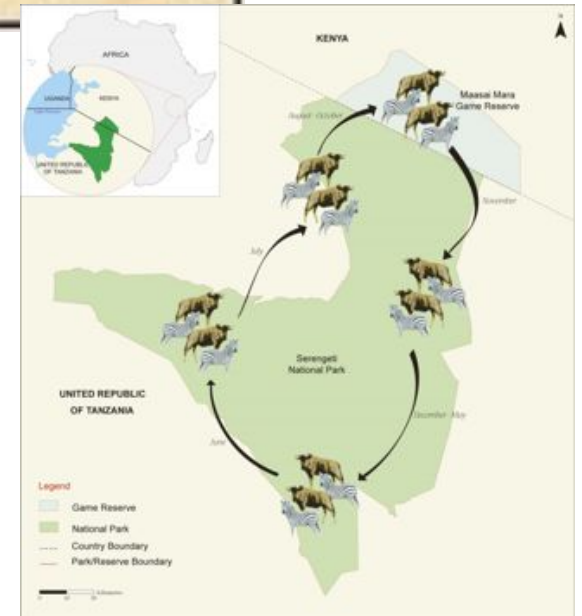 AFRICA
UGANDA
KENYA
UNITED REPUBLIC
OF TANZANIA
N
KENYA
Maasai Mara
Game Reserve
August - October
November
July
Serengeti
National Park
UNITED REPUBLIC
OF TANZANIA
December - May
June
Legend
Game Reserve
National Park
Country Boundary
Park/Reserve Boundary